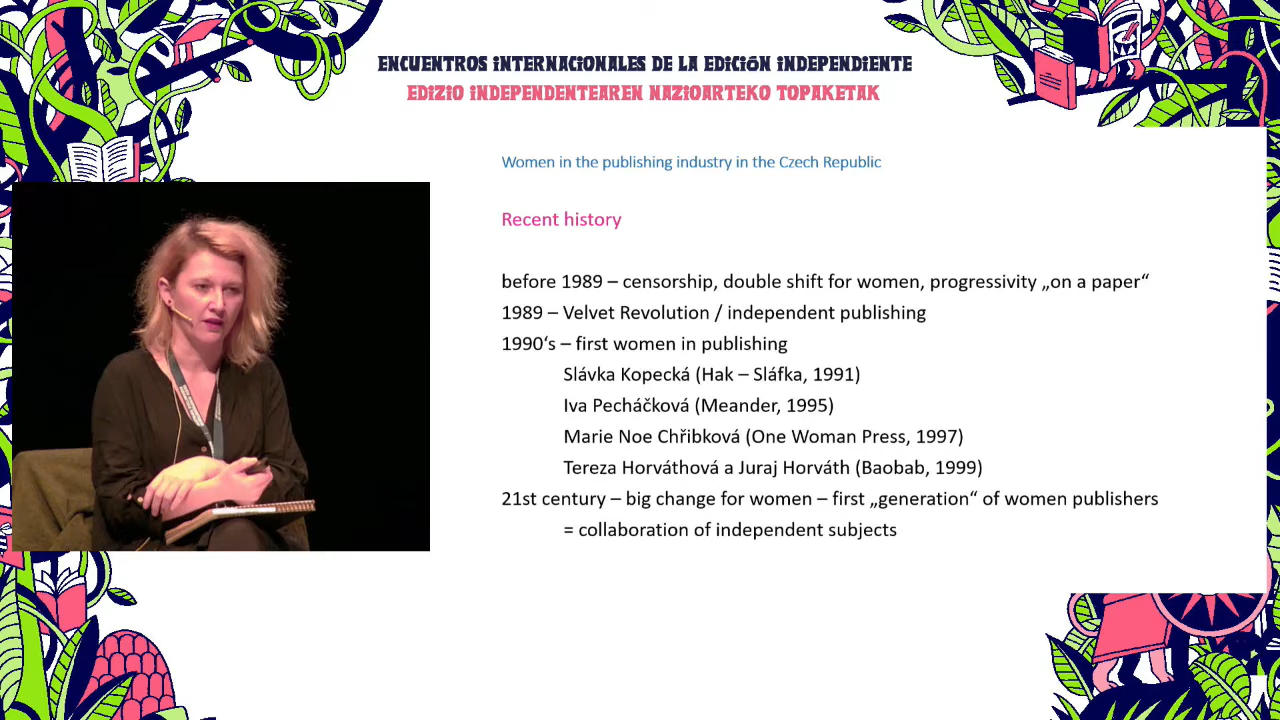 ENCUENTROS INTERNACIONALES DE LA EDICIÓN INDEPENDIENTE
EDIZIO INDEPENDENTEAREN NAZIOARTEKO TOPAKETAK
Women in the publishing industry in the Czech Republic
Recent history
before 1989 – censorship, double shift for women, progressivity „on a paper“
1989 – Velvet Revolution / independent publishing
1990‘s – first women in publishing
Slávka Kopecká (Hak – Sláfka, 1991)
Iva Pecháčková (Meander, 1995)
Marie Noe Chřibková (One Woman Press, 1997)
Tereza Horváthová a Juraj Horváth (Baobab, 1999)
21st century – big change for women – first „generation“ of women publishers
= collaboration of independent subjects